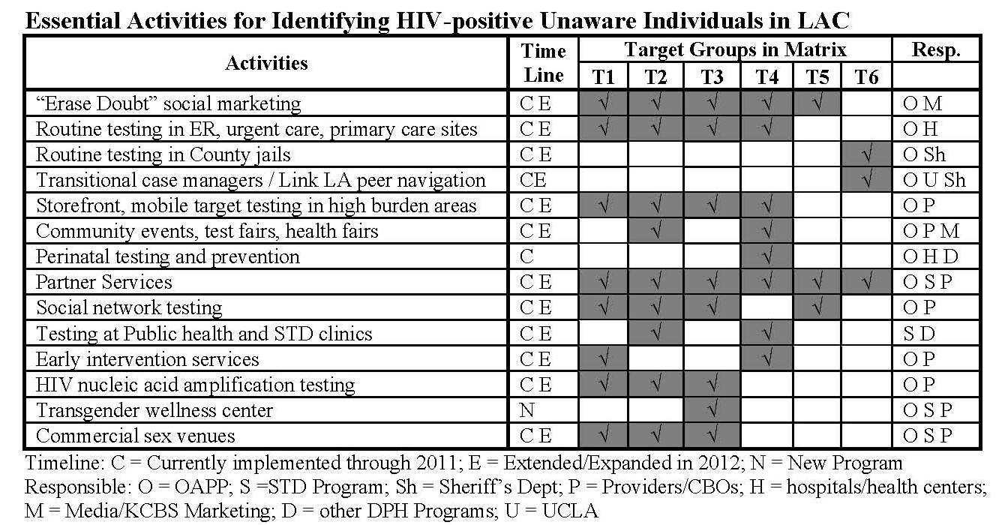 Essential Activities for Identifying HIV-positive Unaware Individuals in LAC
Activities Time Line Target Groups in Matrix Resp.
T1 T2 T3 T4 T5 T6
“Erase Doubt” social marketing C E √ √ √ √ √ O M
Routine testing in ER, urgent care, primary care sites C E √ √ √ √ O H
Routine testing in County jails C E √ O Sh
Transitional case managers / Link LA peer navigation CE √ O U Sh
Storefront, mobile target testing in high burden areas C E √ √ √ √ O P
Community events, test fairs, health fairs C E √ √ O P M
Perinatal testing and prevention C √ O H D
Partner Services C E √ √ √ √ √ √ O S P
Social network testing C E √ √ √ √ O P
Testing at Public health and STD clinics C E √ √ S D
Early intervention services C E √ √ O P
HIV nucleic acid amplification testing C E √ √ √ O P
Transgender wellness center N √ O S P
Commercial sex venues C E √ √ √ O S P
Timeline: C = Currently implemented through 2011; E = Extended/Expanded in 2012; N = New Program
Responsible: O = OAPP; S =STD Program; Sh = Sheriff’s Dept; P = Providers/CBOs; H = hospitals/health centers;
M = Media/KCBS Marketing; D = other DPH Programs; U = UCLA